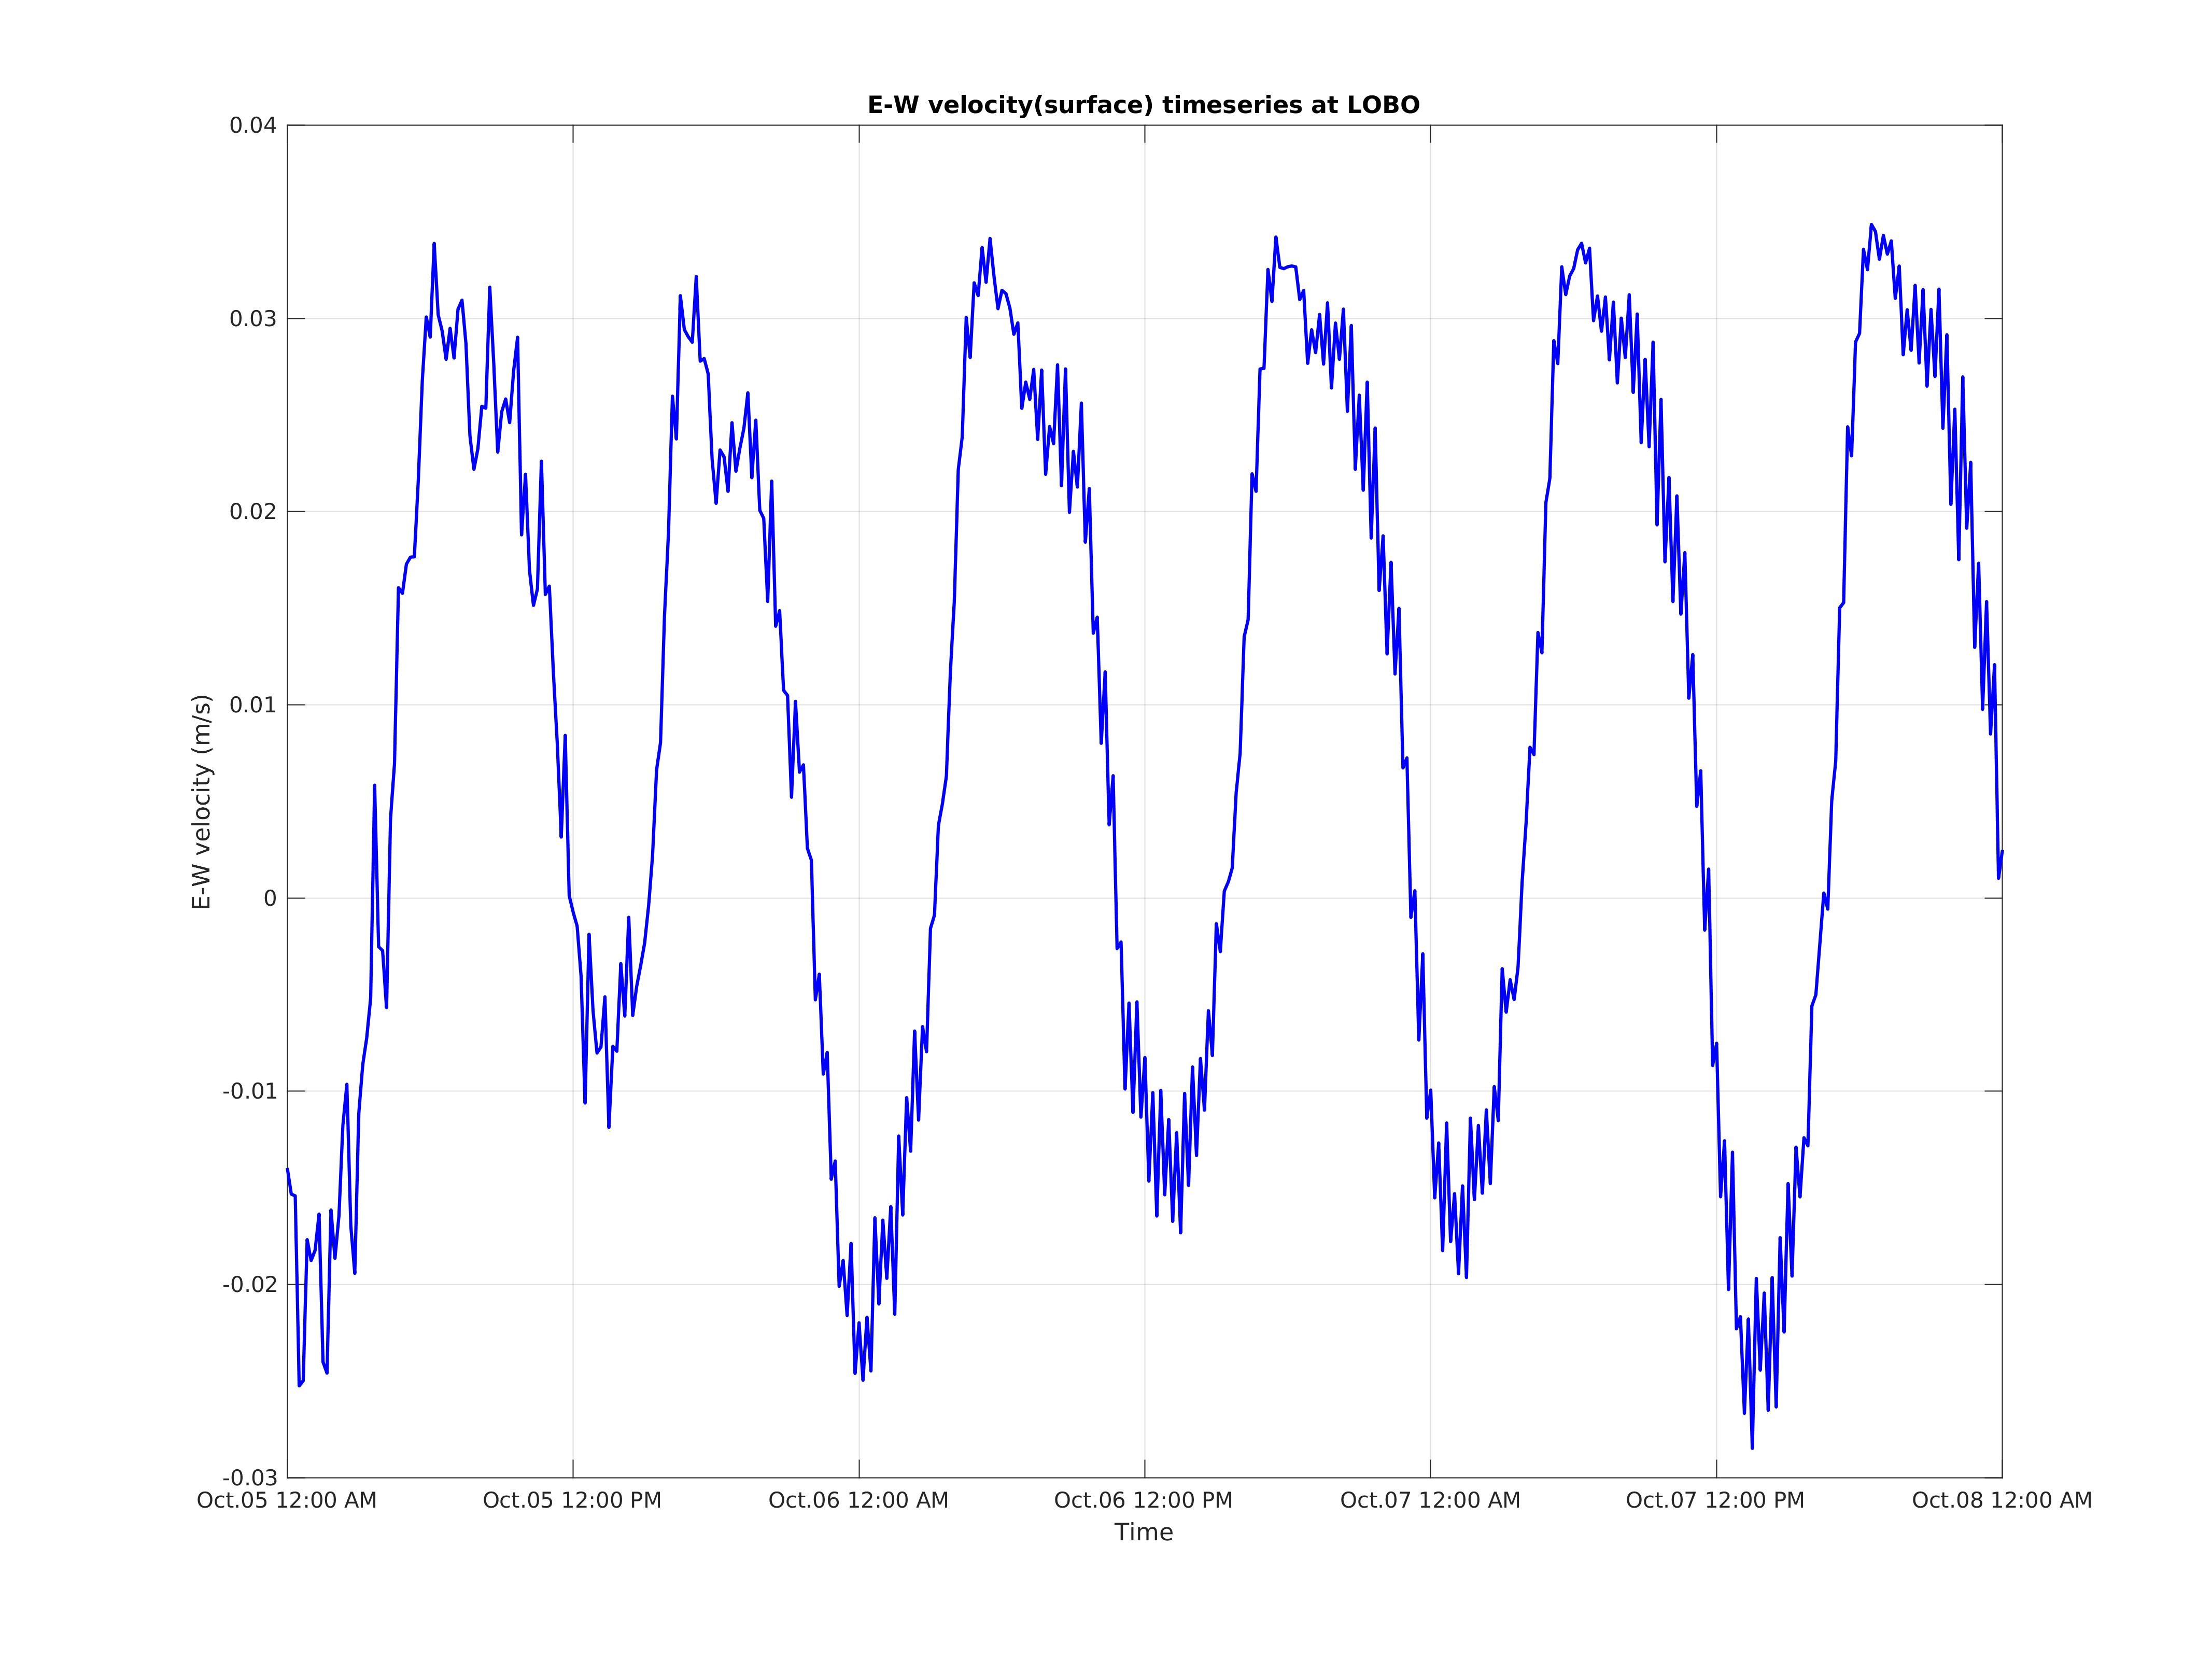 E-W velocity(surface) timeseries at LOBO
0.04
0.03
0.02
0.01
0
-0.01
-0.02
-0.03
E-W velocity (m/s)
Oct.05 12:00 AM Oct.05 12:00 PM Oct.06 12:00 AM Oct.06 12:00 PM Oct.07 12:00 AM Oct.07 12:00 PM Oct.08 12:00 AM
Time